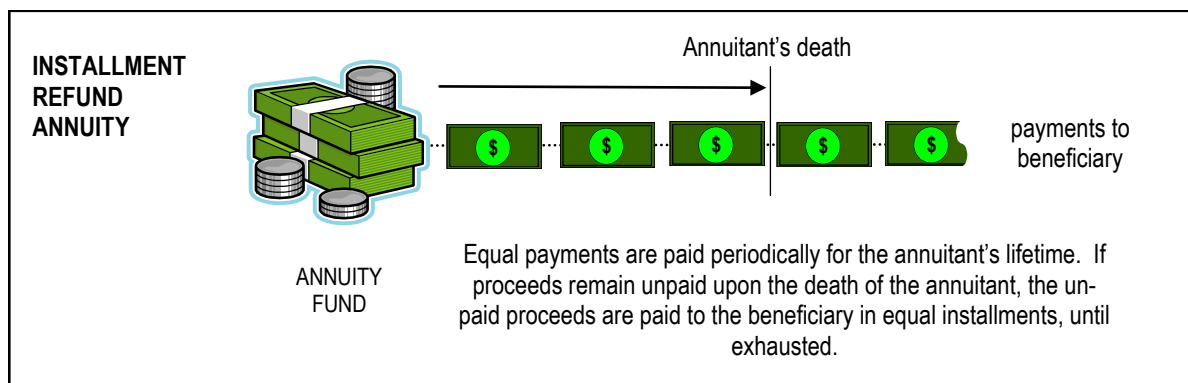 INSTALLMENT
REFUND
ANNUITY
Annuitant's death
$ $ $ $ $
payments to
beneficiary
ANNUITY
FUND
Equal payments are paid periodically for the annuitant's lifetime. If
proceeds remain unpaid upon the death of the annuitant, the un-
paid proceeds are paid to the beneficiary in equal installments, until
exhausted.